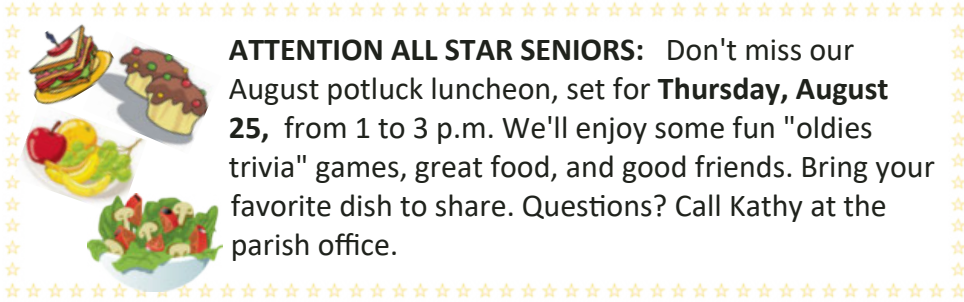 ATTENTION ALL STAR SENIORS: Don't miss our
August potluck luncheon, set for Thursday, August
25, from 1 to 3 p.m. We'll enjoy some fun "oldies
trivia" games, great food, and good friends. Bring your
favorite dish to share. Questions? Call Kathy at the
parish office.